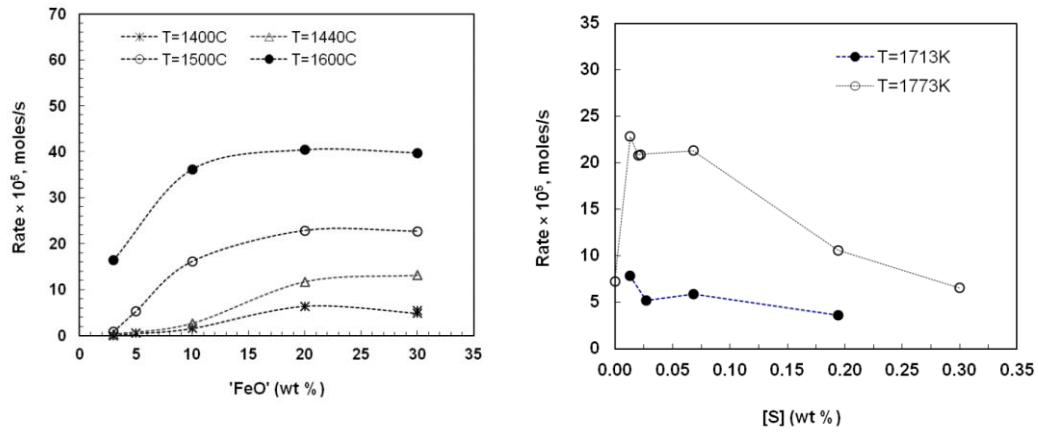 70
60
50
40
30
20
10
0
Rate × 10⁵, moles/s
T=1400C
T=1440C
T=1500C
T=1600C
0 5 10 15 20 25 30 35
'FeO' (wt %)
35
30
25
20
15
10
5
0
Rate × 10⁵, moles/s
T=1713K
T=1773K
0.00 0.05 0.10 0.15 0.20 0.25 0.30 0.35
[S] (wt %)